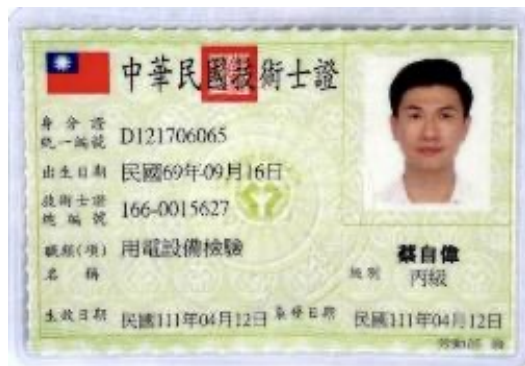 中華民國技術士證
身分證
統一編號 D121706065
出生日期 民國69年09月16日
技術士證
總編號 166-0015627
職類(項)
名稱 用電設備檢驗
蔡自偉
級別 丙級
生效日期 民國111年04月12日 製發日期 民國111年04月12日
勞動部